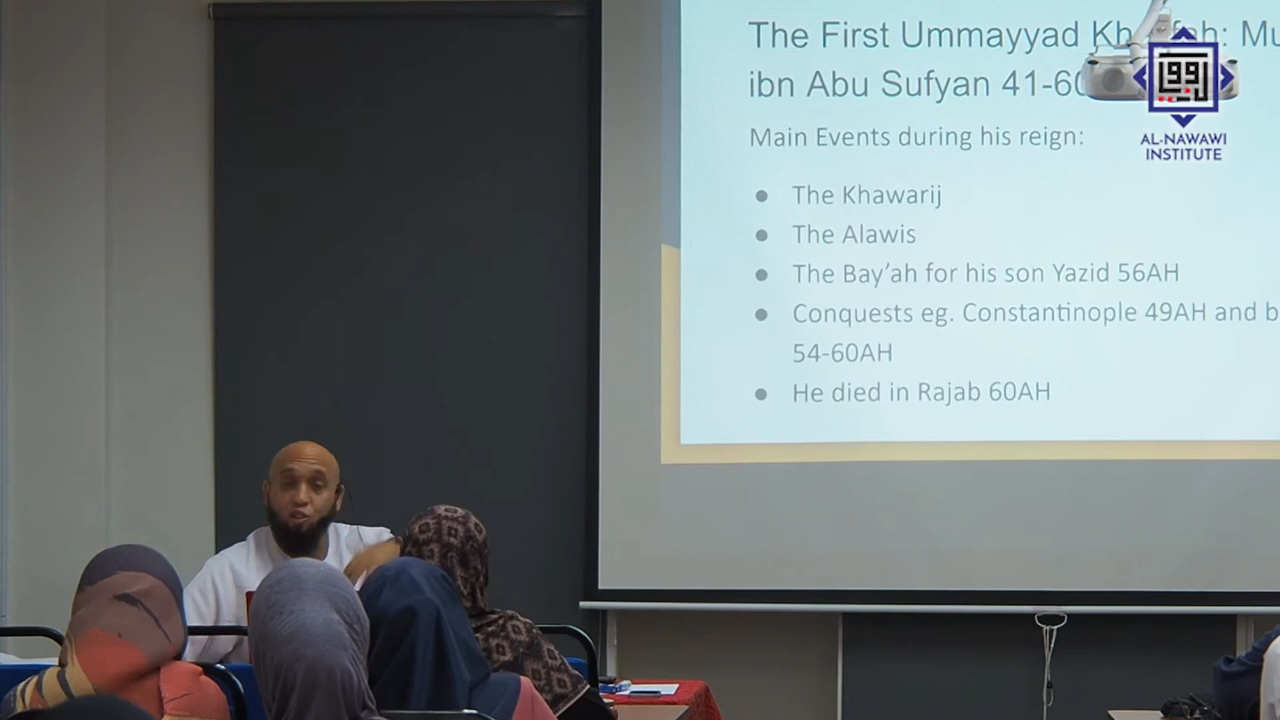 The First Ummayyad
ibn Abu Sufyan 41-60
Main Events during his reign:
● The Khawarij
● The Alawis
● The Bay’ah for his son Yazid 56AH
● Conquests eg. Constantinople 49AH and
54-60AH
● He died in Rajab 60AH
AL-NAWAWI
INSTITUTE